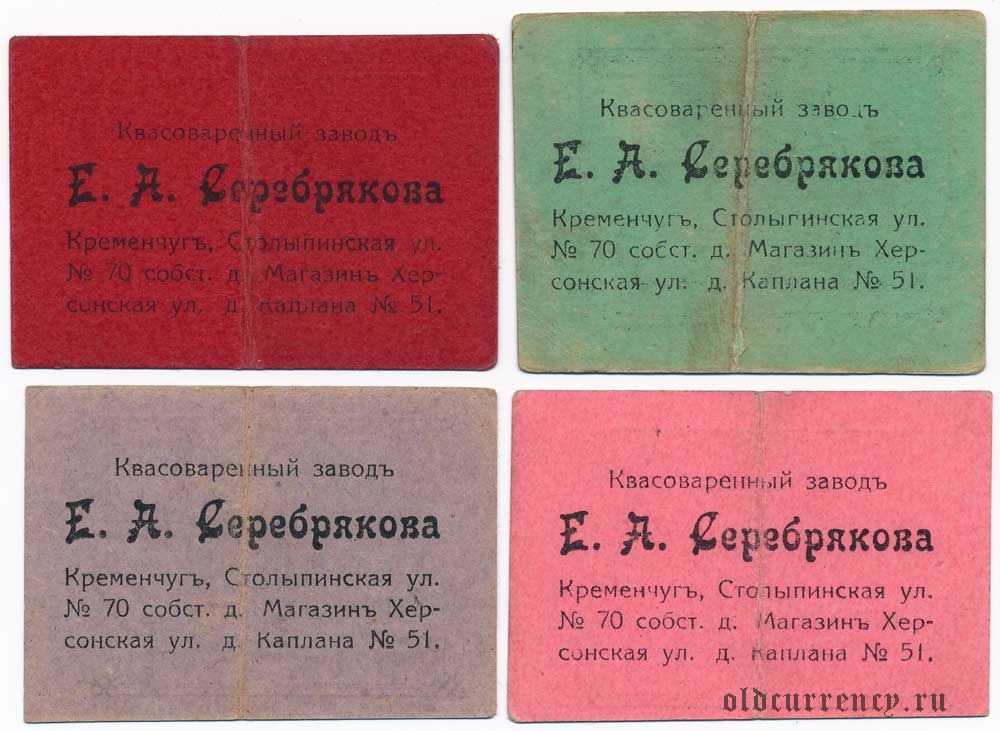 Квасоваренный заводъ
Е. А. Серебрякова
Кременчугъ, Столыпинская ул.
№ 70 собст. д. Магазинъ Хер-
сонская ул. д. Каплана № 51.
Квасоваренный заводъ
Е. А. Серебрякова
Кременчугъ, Столыпинская ул.
№ 70 собст. д. Магазинъ Хер-
сонская ул. д. Каплана № 51.
Квасоваренный заводъ
Е. А. Серебрякова
Кременчугъ, Столыпинская ул.
№ 70 собст. д. Магазинъ Хер-
сонская ул. д. Каплана № 51.
Квасоваренный заводъ
Е. А. Серебрякова
Кременчугъ, Столыпинская ул.
№ 70 собст. д. Магазинъ Хер-
сонская ул. д. Каплана № 51.
oldcurrency.ru